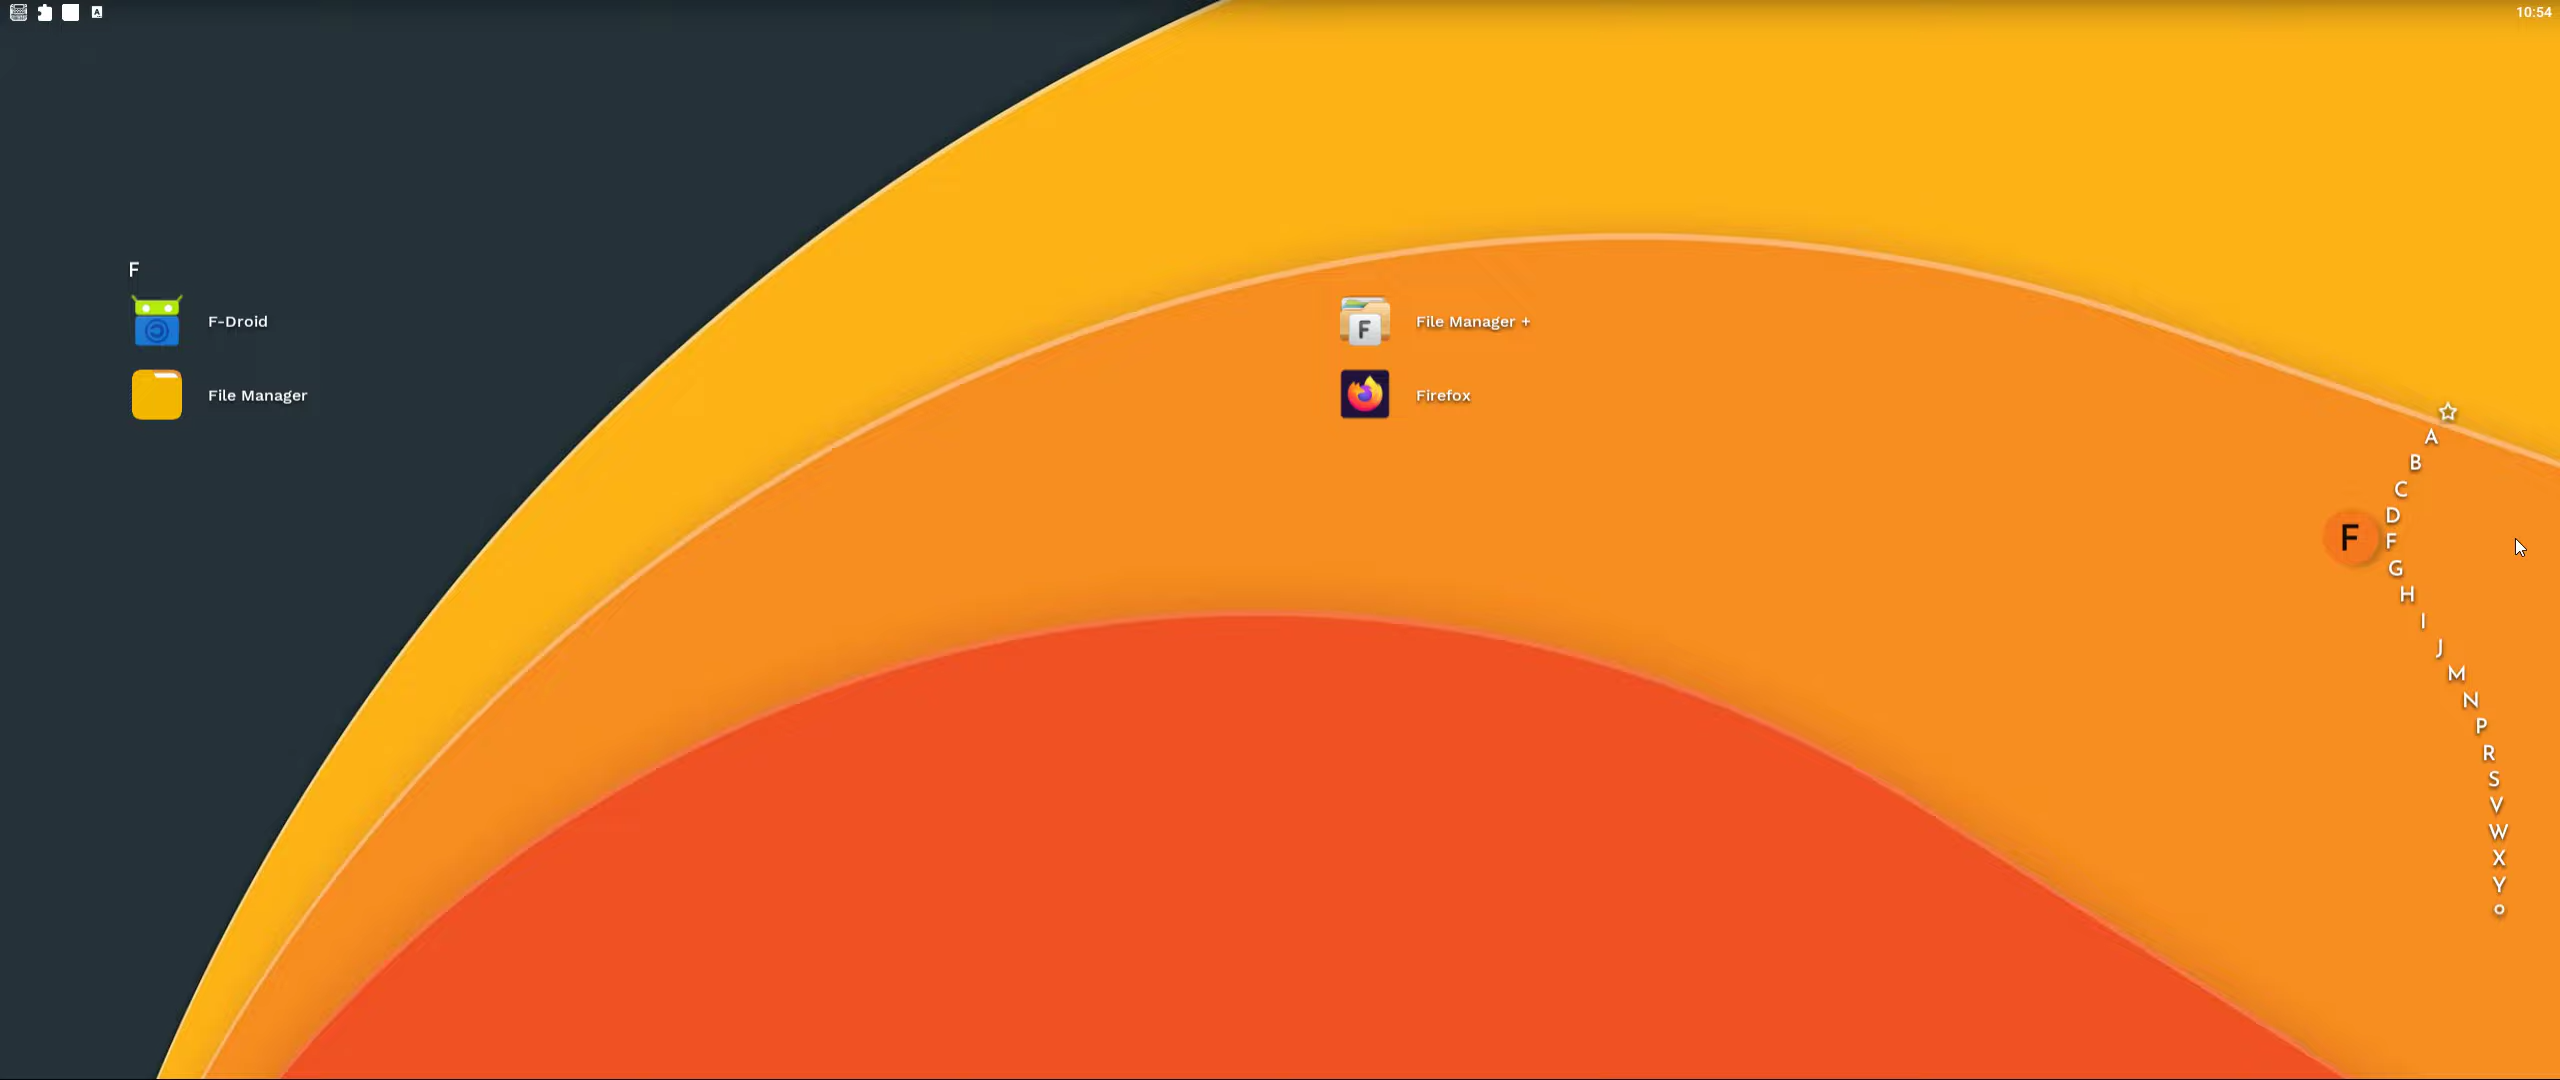 A
10:54
F
F-Droid
F
File Manager +
File Manager
Firefox
A
B
C
D
F
F
G
H
I
J
M
N
P
R
S
V
W
X
Y